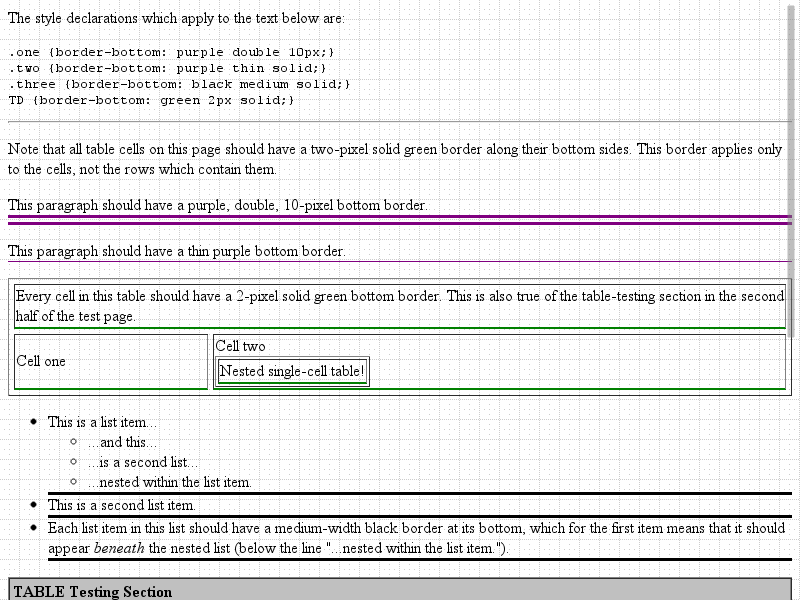 The style declarations which apply to the text below are:
.one {border-bottom: purple double 10px;}
.two {border-bottom: purple thin solid;}
.three {border-bottom: black medium solid;}
TD {border-bottom: green 2px solid;}
Note that all table cells on this page should have a two-pixel solid green border along their bottom sides. This border applies only
to the cells, not the rows which contain them.
This paragraph should have a purple, double, 10-pixel bottom border.
This paragraph should have a thin purple bottom border.
Every cell in this table should have a 2-pixel solid green bottom border. This is also true of the table-testing section in the second
half of the test page.
Cell one
Cell two
Nested single-cell table!
This is a list item...
...and this...
...is a second list...
...nested within the list item.
This is a second list item.
Each list item in this list should have a medium-width black border at its bottom, which for the first item means that it should
appear beneath the nested list (below the line "...nested within the list item.").
TABLE Testing Section